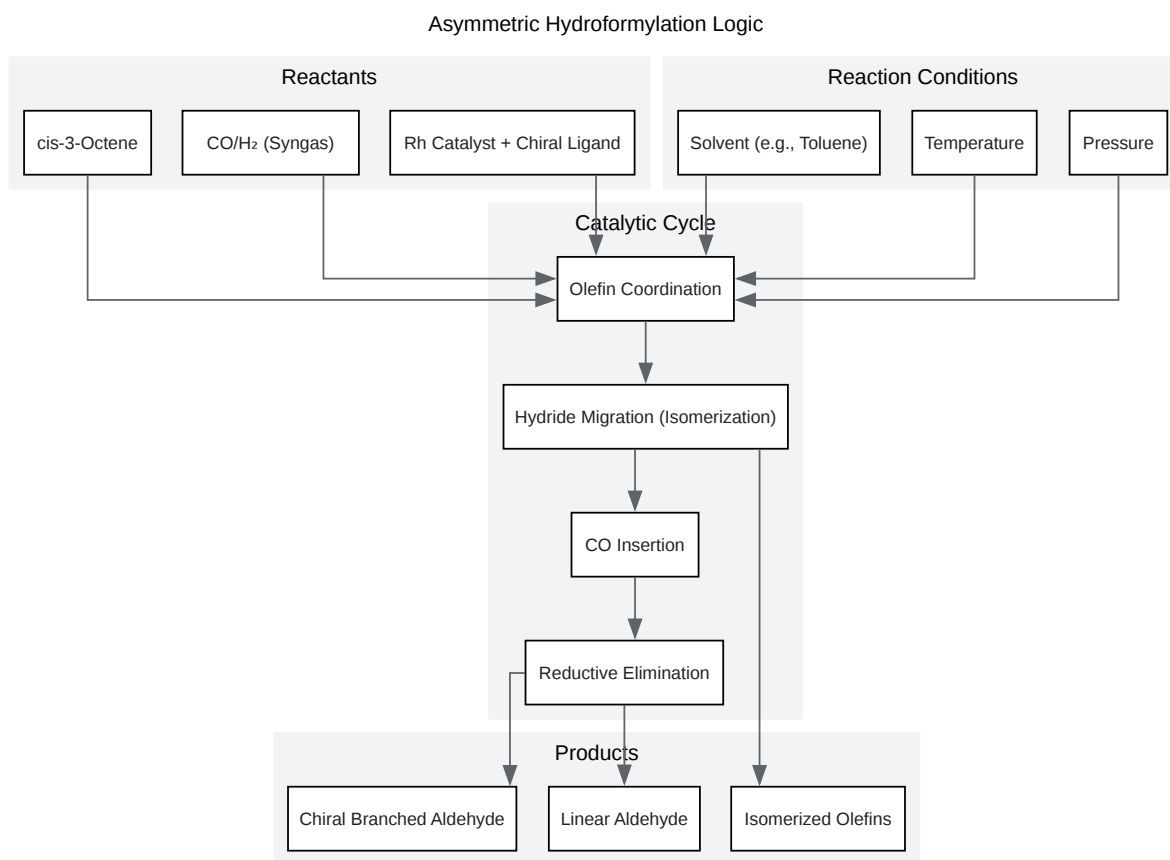 Asymmetric Hydroformylation Logic
Reactants
Reaction Conditions
cis-3-Octene
CO/H₂ (Syngas)
Rh Catalyst + Chiral Ligand
Solvent (e.g., Toluene)
Temperature
Pressure
Catalytic Cycle
Olefin Coordination
Hydride Migration (Isomerization)
CO Insertion
Reductive Elimination
Products
Chiral Branched Aldehyde
Linear Aldehyde
Isomerized Olefins